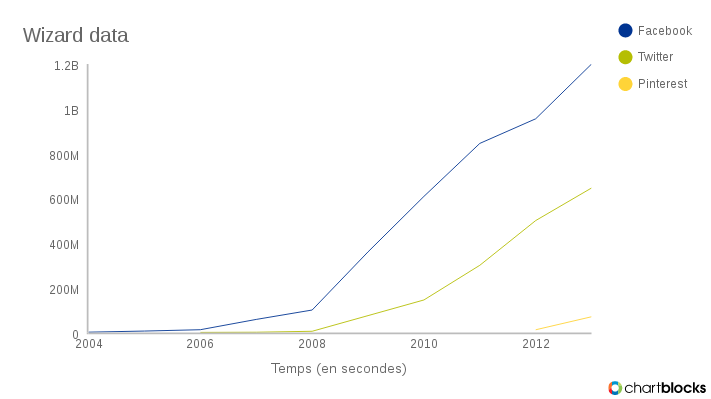 Wizard data
Facebook
Twitter
Pinterest
1.2B
1B
800M
600M
400M
200M
0
2004 2006 2008 2010 2012
Temps (en secondes)
chartblocks